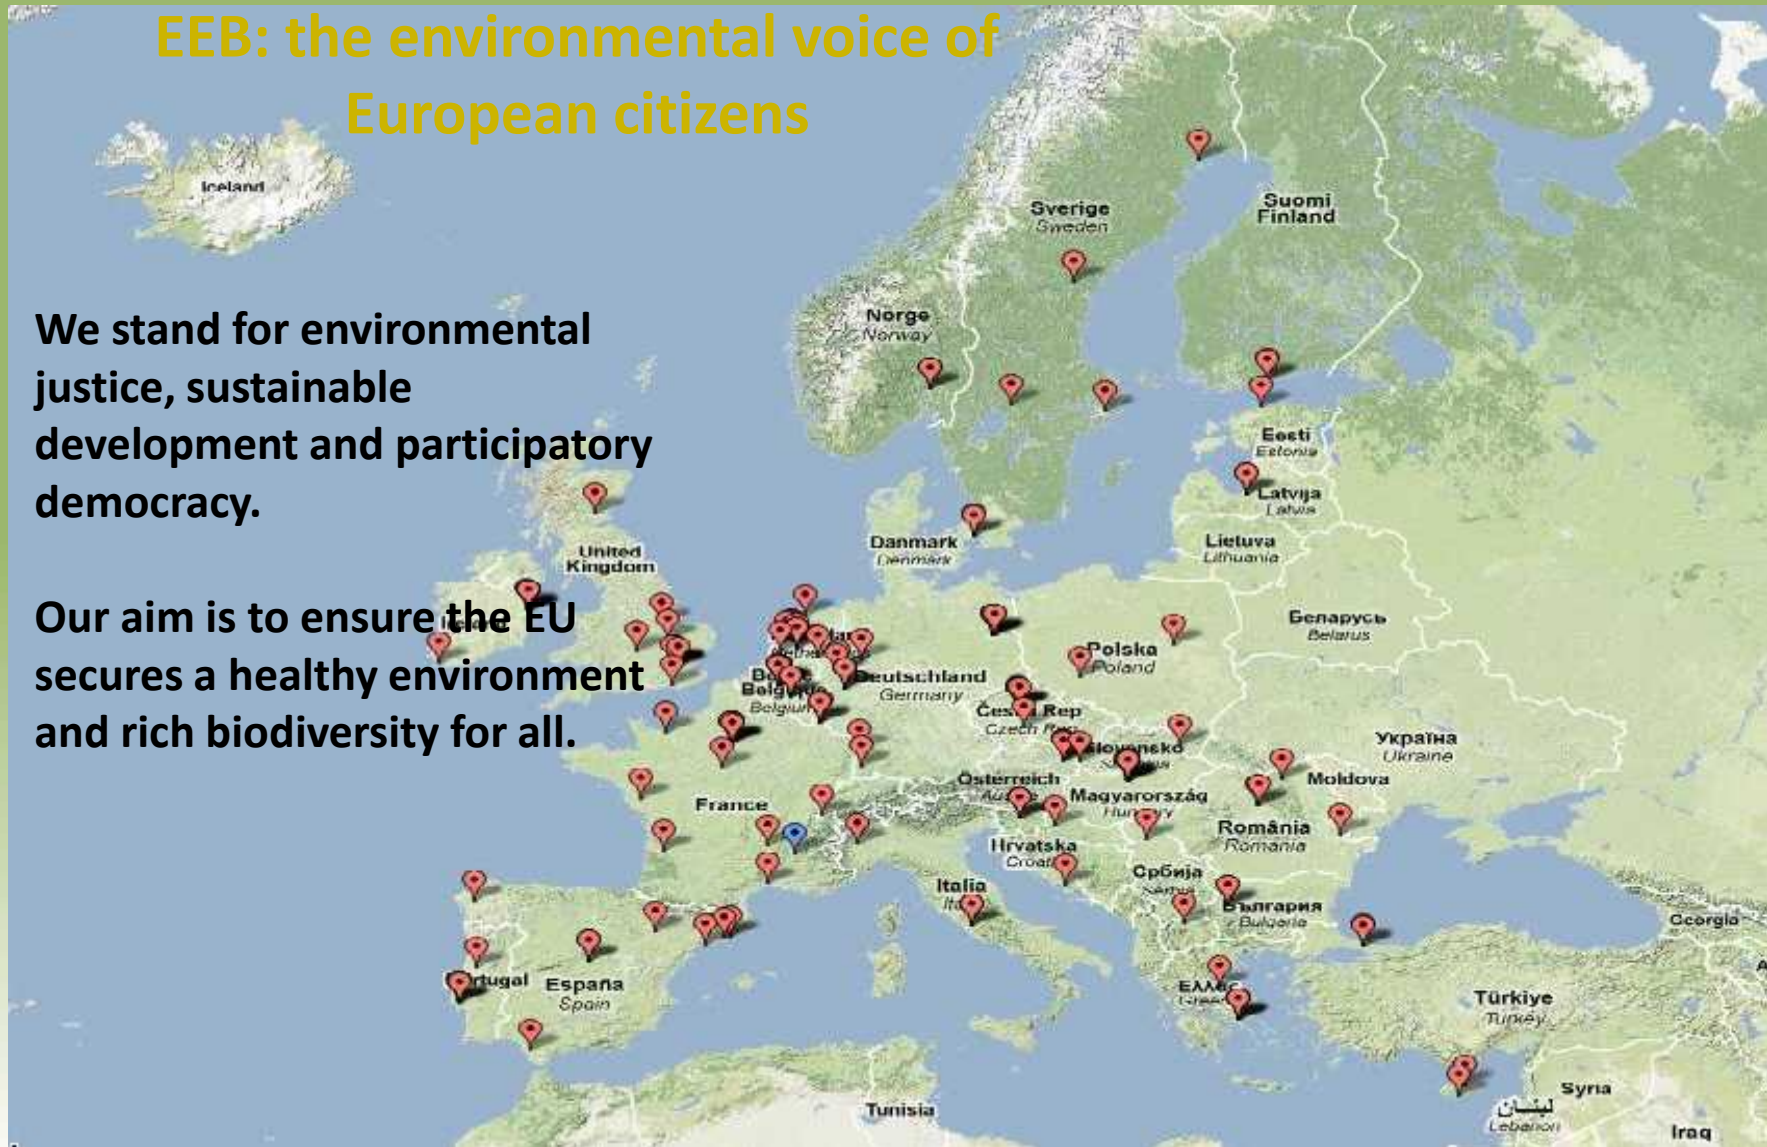 EEB: the environmental voice of
European citizens
Iceland
Sverige
Sweden
Suomi
Finland
We stand for environmental
justice, sustainable
development and participatory
democracy.
Norge
Norway
Eesti
Estonia
Latvija
Latvia
Danmark
Denmark
Lietuva
Lithuania
United
Kingdom
Our aim is to ensure the EU
secures a healthy environment
and rich biodiversity for all.
Беларусь
Belarus
Polska
Poland
Deutschland
Germany
Belgium
Rep
Україна
Ukraine
Moldova
Österreich
Magyarország
Hungary
France
România
Romania
Hrvatska
Србија
Italia
България
Bulgaria
Georgia
España
Spain
Türkiye
Turkey
Syria
لبنان
Lebanon
Iraq
Tunisia